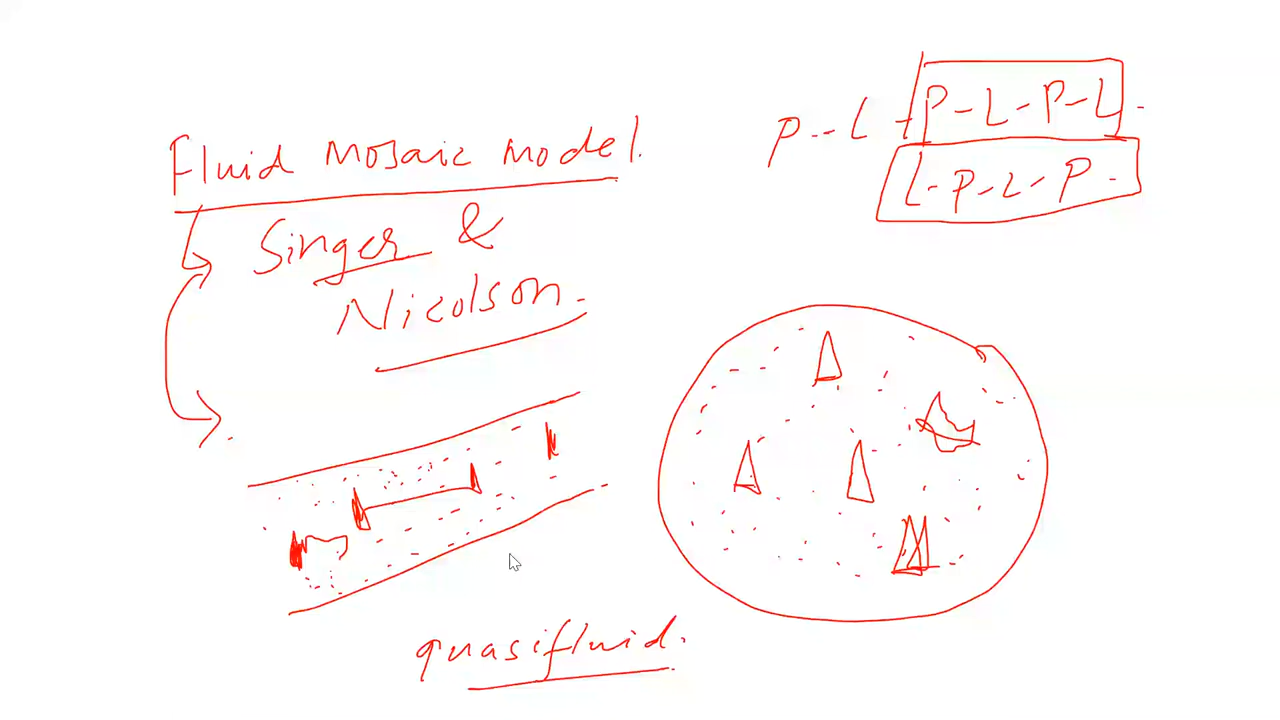 Fluid Mosaic Model.
Singer &
Nicolson.
P--L-P-L-P-L-
L-P-L-P-
quasifluid.